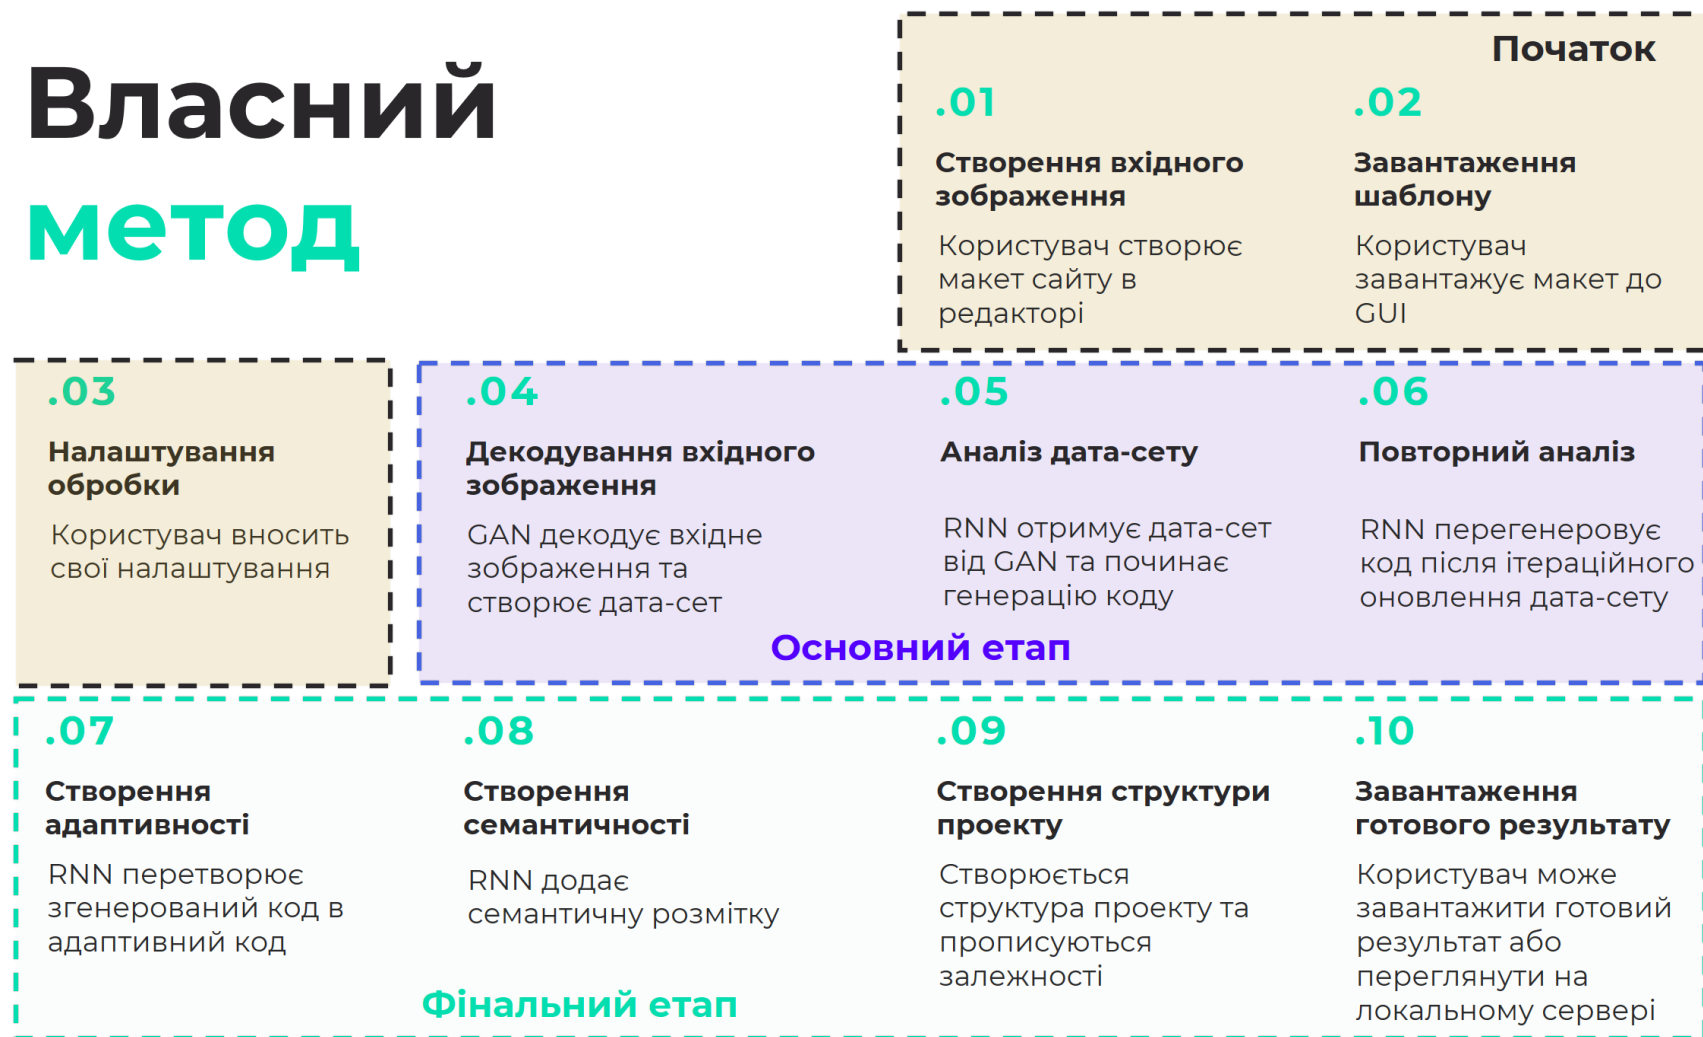 Власний
метод
Початок
.01
Створення вхідного
зображення
Користувач створює
макет сайту в
редакторі
.02
Завантаження
шаблону
Користувач
завантажує макет до
GUI
.03
Налаштування
обробки
Користувач вносить
свої налаштування
.04
Декодування вхідного
зображення
GAN декодує вхідне
зображення та
створює дата-сет
.05
Аналіз дата-сету
RNN отримує дата-сет
від GAN та починає
генерацію коду
.06
Повторний аналіз
RNN перегенеровує
код після ітераційного
оновлення дата-сету
Основний етап
.07
Створення
адаптивності
RNN перетворює
згенерований код в
адаптивний код
.08
Створення
семантичності
RNN додає
семантичну розмітку
.09
Створення структури
проекту
Створюється
структура проекту та
прописуються
залежності
.10
Завантаження
готового результату
Користувач може
завантажити готовий
результат або
переглянути на
локальному сервері
Фінальний етап